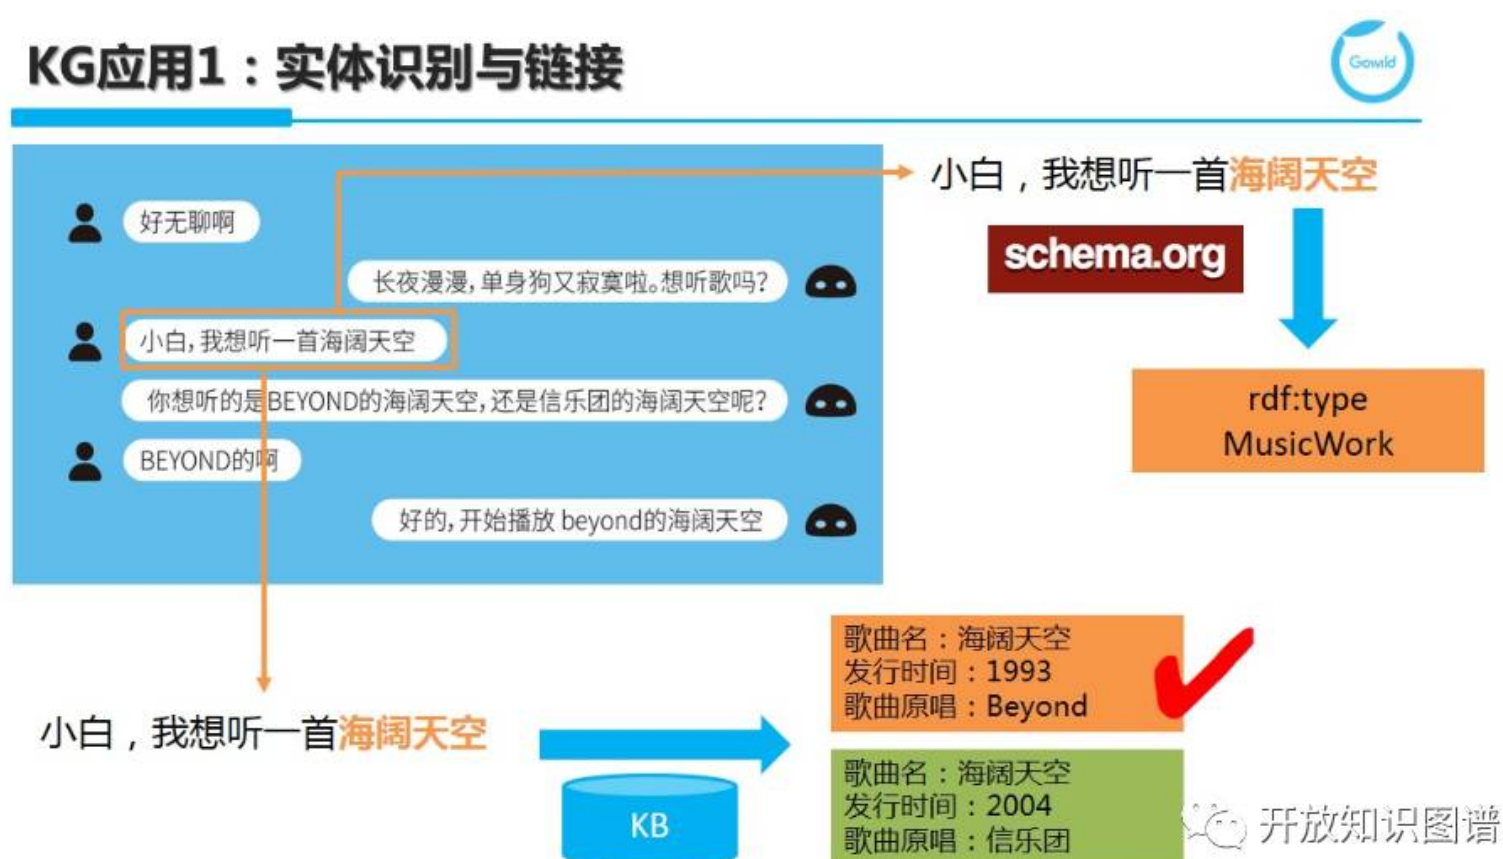 KG应用1：实体识别与链接
Gowild
好无聊啊
长夜漫漫,单身狗又寂寞啦。想听歌吗?
小白,我想听一首海阔天空
你想听的是BEYOND的海阔天空,还是信乐团的海阔天空呢?
BEYOND的啊
好的,开始播放 beyond的海阔天空
小白，我想听一首海阔天空
schema.org
rdf:type
MusicWork
小白，我想听一首海阔天空
KB
歌曲名：海阔天空
发行时间：1993
歌曲原唱：Beyond
歌曲名：海阔天空
发行时间：2004
歌曲原唱：信乐团
开放知识图谱